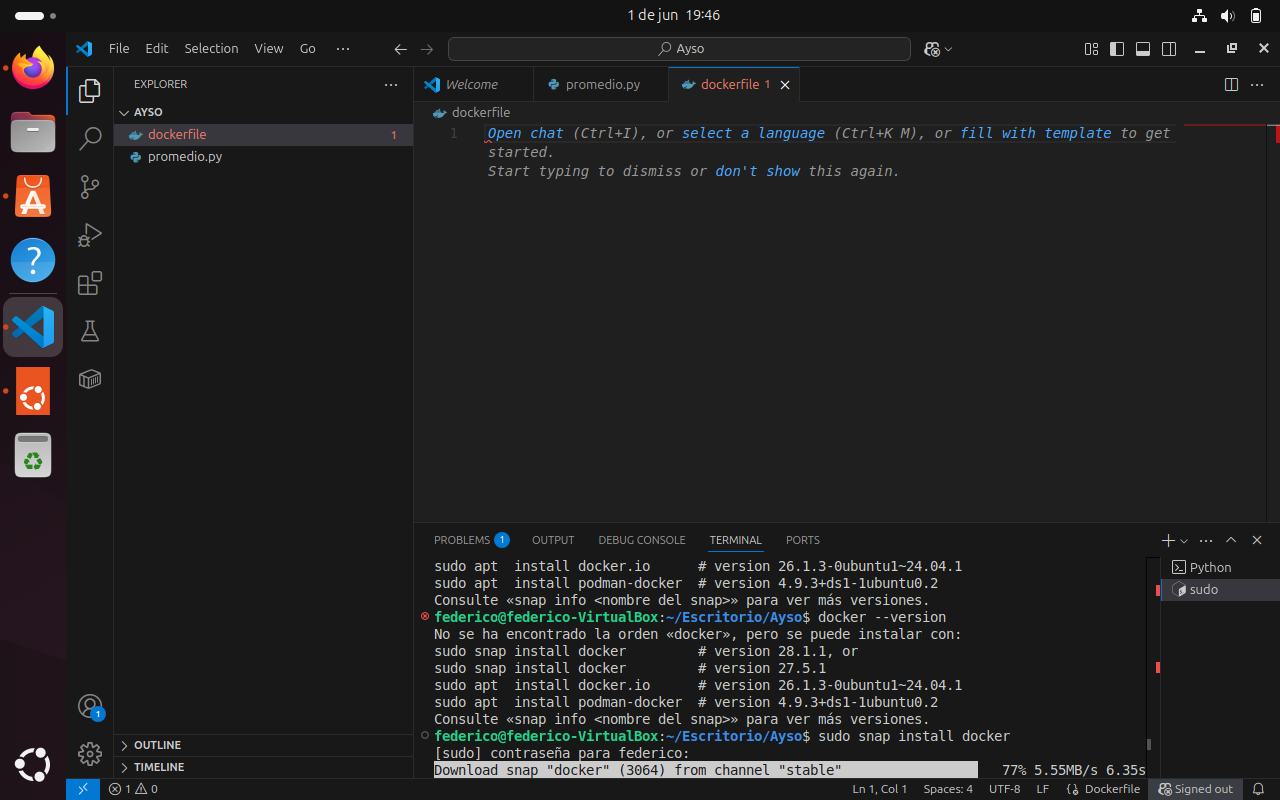 1 de jun 19:46
File Edit Selection View Go ··· Ayso
EXPLORER ···
AYSO
dockerfile 1
promedio.py
OUTLINE
TIMELINE
Welcome promedio.py dockerfile 1
dockerfile
1 Open chat (Ctrl+I), or select a language (Ctrl+K M), or fill with template to get
started.
Start typing to dismiss or don't show this again.
PROBLEMS 1 OUTPUT DEBUG CONSOLE TERMINAL PORTS
sudo apt  install docker.io      # version 26.1.3-0ubuntu1~24.04.1
sudo apt  install podman-docker  # version 4.9.3+ds1-1ubuntu0.2
Consulte «snap info <nombre del snap>» para ver más versiones.
federico@federico-VirtualBox:~/Escritorio/Ayso$ docker --version
No se ha encontrado la orden «docker», pero se puede instalar con:
sudo snap install docker         # version 28.1.1, or
sudo snap install docker         # version 27.5.1
sudo apt  install docker.io      # version 26.1.3-0ubuntu1~24.04.1
sudo apt  install podman-docker  # version 4.9.3+ds1-1ubuntu0.2
Consulte «snap info <nombre del snap>» para ver más versiones.
federico@federico-VirtualBox:~/Escritorio/Ayso$ sudo snap install docker
[sudo] contraseña para federico:
Download snap "docker" (3064) from channel "stable" 77% 5.55MB/s 6.35s
Python
sudo
1
1 0 Ln 1, Col 1 Spaces: 4 UTF-8 LF Dockerfile Signed out